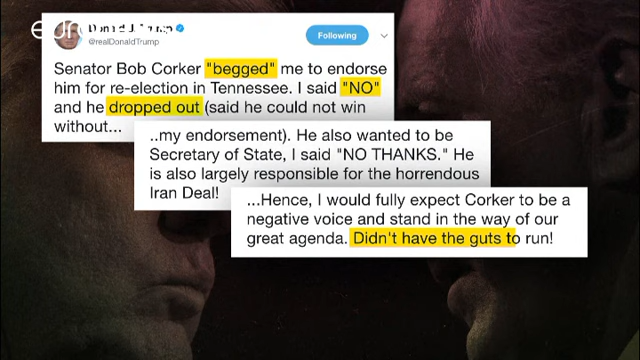 euro
Donald J. Trump
@realDonaldTrump
Following
Senator Bob Corker "begged" me to endorse
him for re-election in Tennessee. I said "NO"
and he dropped out (said he could not win
without...
..my endorsement). He also wanted to be
Secretary of State, I said "NO THANKS." He
is also largely responsible for the horrendous
Iran Deal!
...Hence, I would fully expect Corker to be a
negative voice and stand in the way of our
great agenda. Didn't have the guts to run!